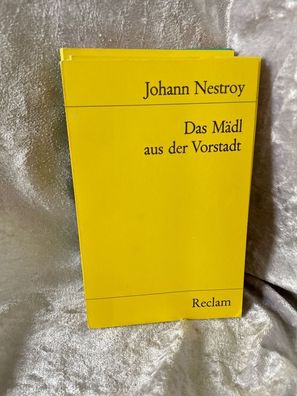 Johann Nestroy
Das Mädl
aus der Vorstadt
Reclam